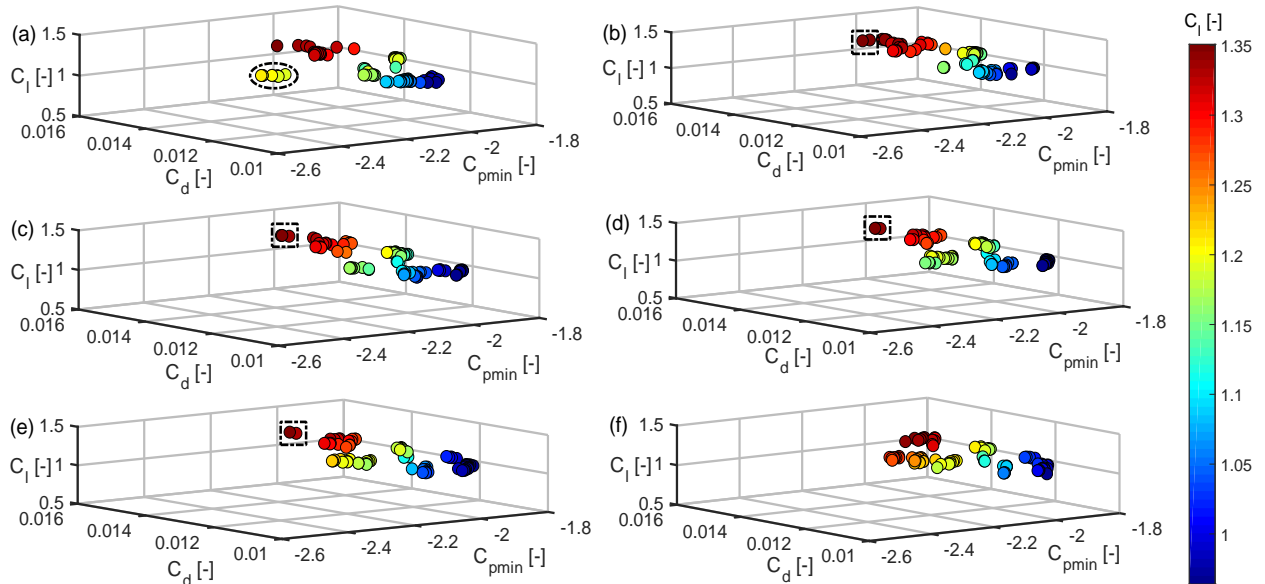 (a)
1.5
C_l [-] 1
0.5
0.016
0.014
0.012
0.01
C_d [-]
-2.6
-2.4
-2.2
-2
-1.8
C_pmin [-]
(b)
1.5
C_l [-] 1
0.5
0.016
0.014
0.012
0.01
C_d [-]
-2.6
-2.4
-2.2
-2
-1.8
C_pmin [-]
(c)
1.5
C_l [-] 1
0.5
0.016
0.014
0.012
0.01
C_d [-]
-2.6
-2.4
-2.2
-2
-1.8
C_pmin [-]
(d)
1.5
C_l [-] 1
0.5
0.016
0.014
0.012
0.01
C_d [-]
-2.6
-2.4
-2.2
-2
-1.8
C_pmin [-]
(e)
1.5
C_l [-] 1
0.5
0.016
0.014
0.012
0.01
C_d [-]
-2.6
-2.4
-2.2
-2
-1.8
C_pmin [-]
(f)
1.5
C_l [-] 1
0.5
0.016
0.014
0.012
0.01
C_d [-]
-2.6
-2.4
-2.2
-2
-1.8
C_pmin [-]
C_l [-]
1.35
1.3
1.25
1.2
1.15
1.1
1.05
1